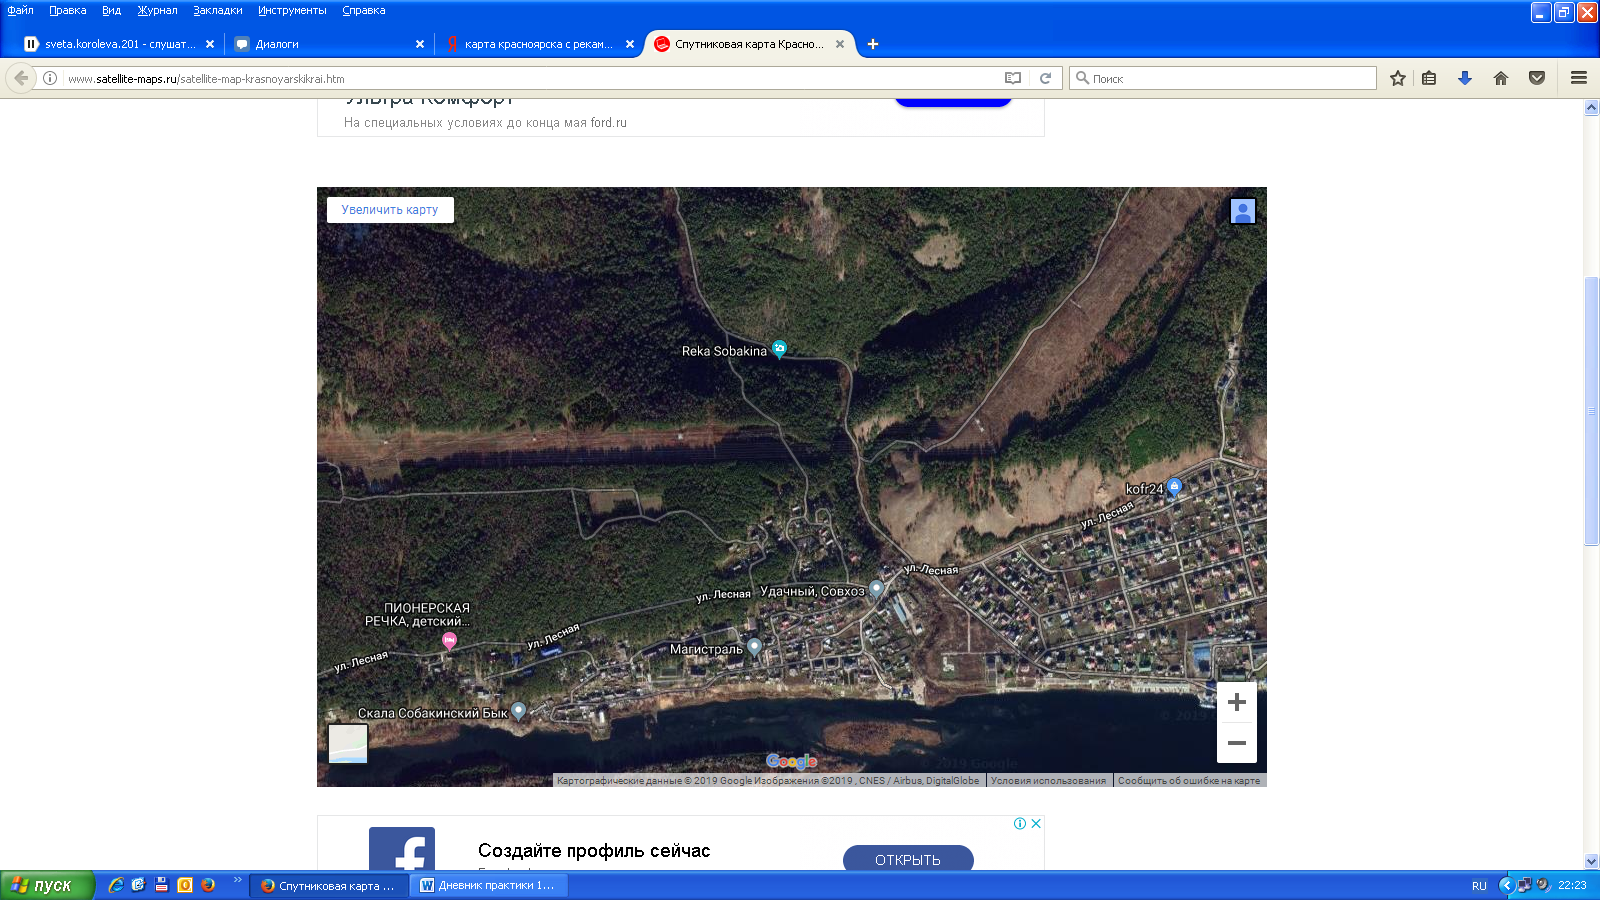 Файл Правка Вид Журнал Закладки Инструменты Справка
sveta.koroleva.201 - слушат...
Диалоги
карта красноярска с рекам...
Спутниковая карта Красно...
www.satellite-maps.ru/satellite-map-krasnoyarskikrai.htm
Поиск
Ультра Комфорт
На специальных условиях до конца мая ford.ru
Увеличить карту
Reka Sobakina
kofr24
ул. Лесная
ул. Лесная
Удачный, Совхоз
ул. Лесная
ПИОНЕРСКАЯ
РЕЧКА, детский...
ул. Лесная
Магистраль
ул. Лесная
Скала Собакинский Бык
Google
© 2019 Google
Картографические данные © 2019 Google Изображения ©2019 , CNES / Airbus, DigitalGlobe
Условия использования
Сообщить об ошибке на карте
Создайте профиль сейчас
ОТКРЫТЬ
пуск
Спутниковая карта ...
Дневник практики 1...
RU
22:23